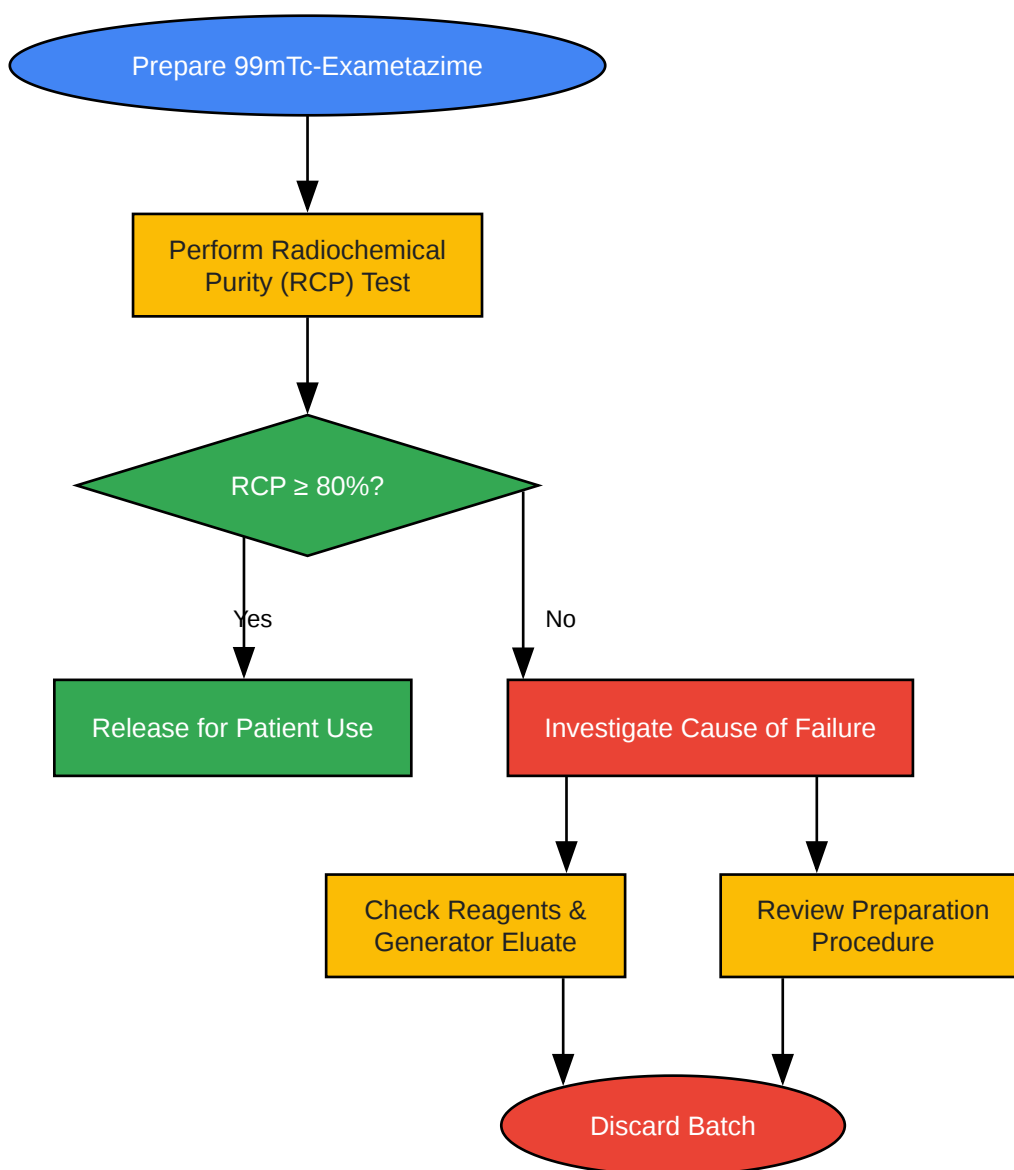 Prepare 99mTc-Exametazime
Perform Radiochemical
Purity (RCP) Test
RCP ≥ 80%?
Yes
No
Release for Patient Use
Investigate Cause of Failure
Check Reagents &
Generator Eluate
Review Preparation
Procedure
Discard Batch